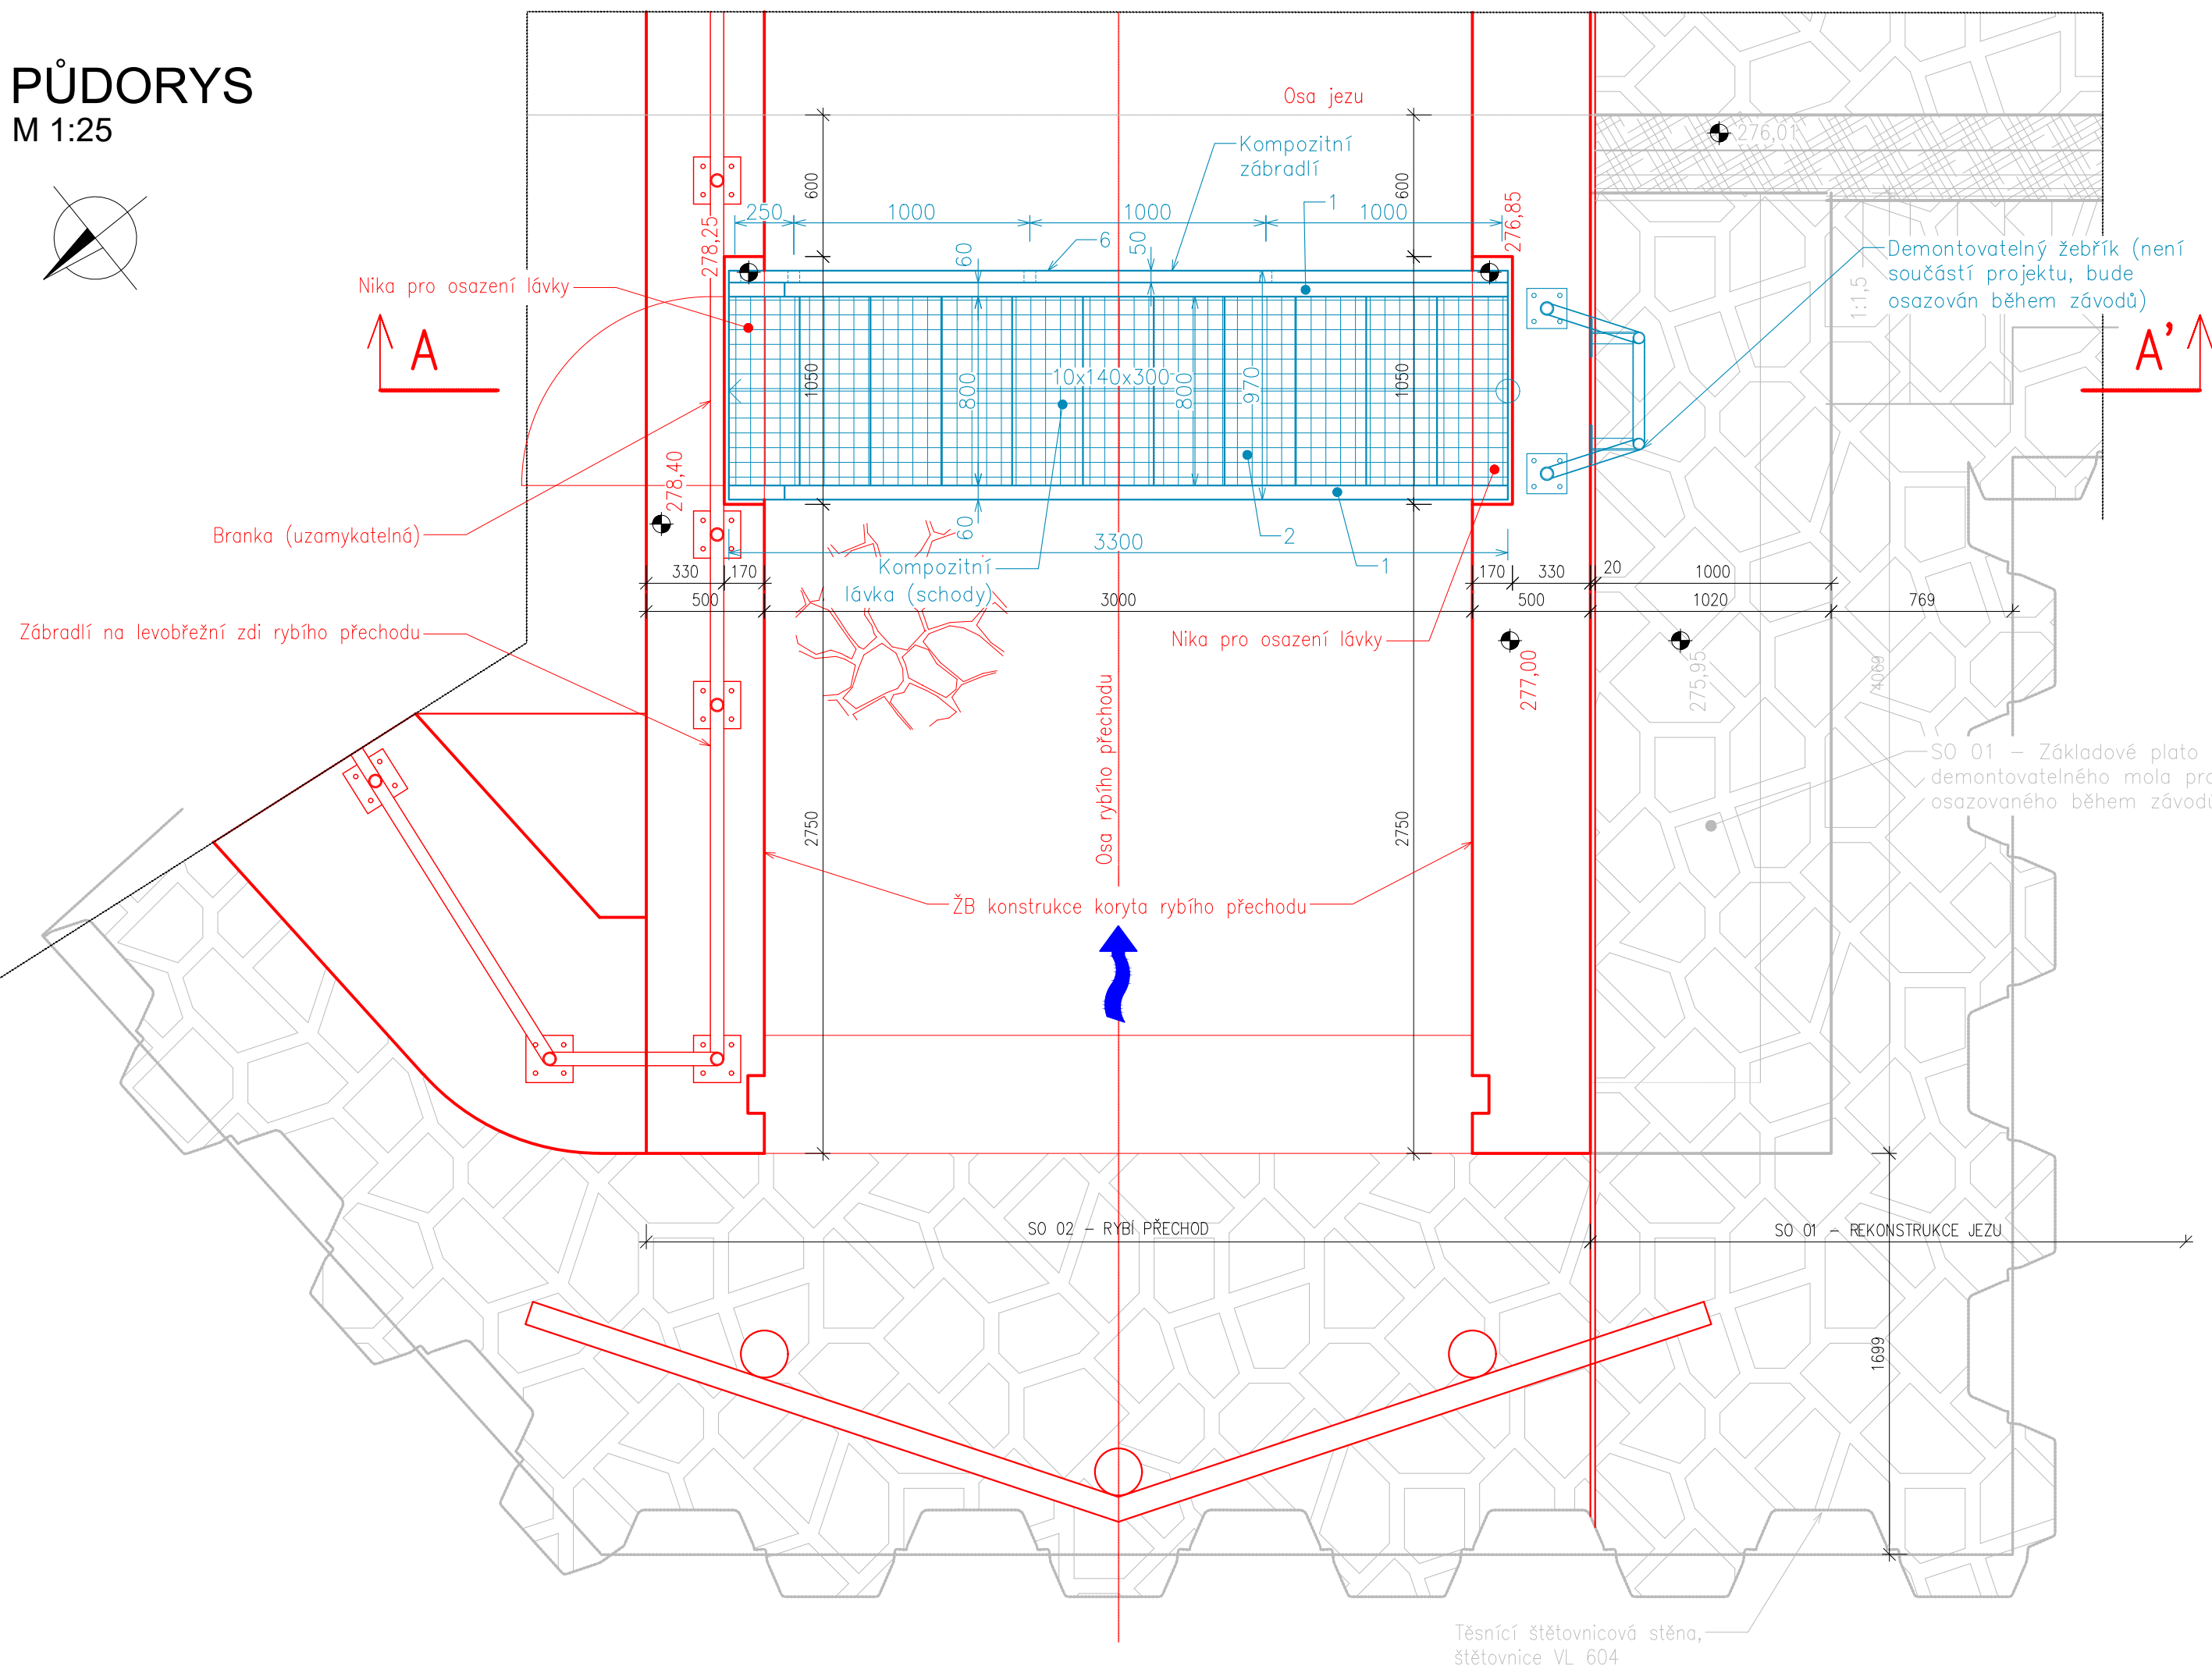 PŮDORYS
M 1:25
Osa jezu
Kompozitní
zábradlí
276,01
600
600
1
250
1000
1000
1000
278,25
276,85
60
50
6
Demontovatelný žebřík (není
součástí projektu, bude
osazován během závodů)
1:1,5
Nika pro osazení lávky
A
A'
1050
800
10x140x300
800
970
1050
278,40
Branka (uzamykatelná)
60
2
3300
1
Kompozitní
lávka (schody)
330
170
170
330
20
1000
500
3000
500
1020
769
Zábradlí na levobřežní zdi rybího přechodu
Nika pro osazení lávky
277,00
275,95
4069
Osa rybího přechodu
SO 01 – Základové plato
demontovatelného mola pro
osazovaného během závodů
2750
2750
ŽB konstrukce koryta rybího přechodu
SO 02 – RYBÍ PŘECHOD
SO 01 – REKONSTRUKCE JEZU
1699
Těsnící štětovnicová stěna,
štětovnice VL 604